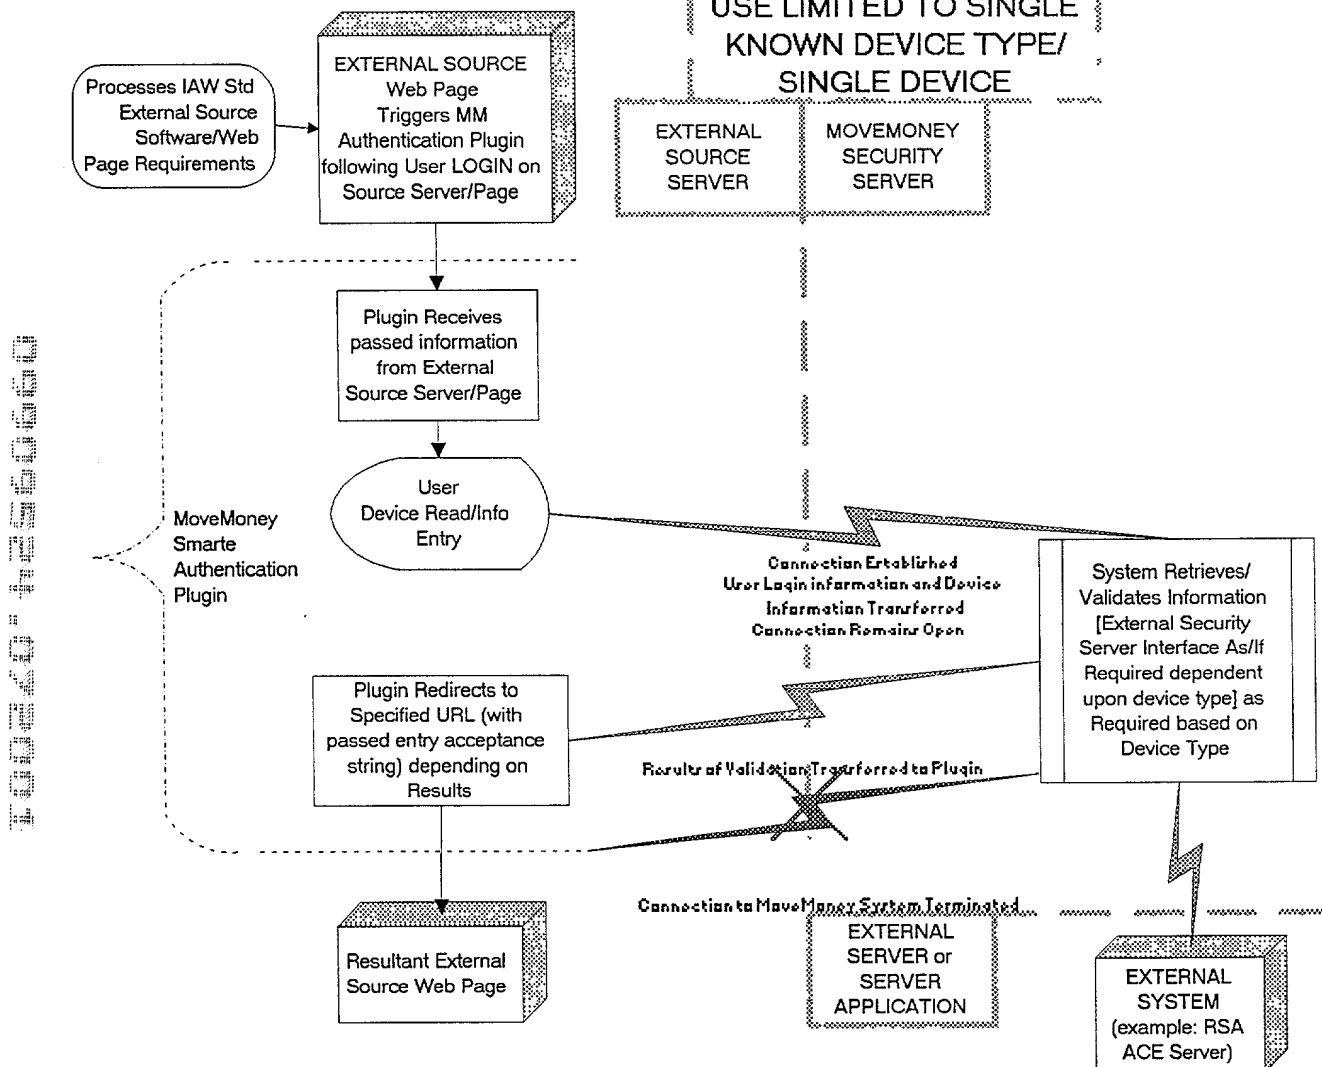 USE LIMITED TO SINGLE
KNOWN DEVICE TYPE/
SINGLE DEVICE
EXTERNAL
SOURCE
SERVER
MOVEMONEY
SECURITY
SERVER
Processes IAW Std
External Source
Software/Web
Page Requirements
EXTERNAL SOURCE
Web Page
Triggers MM
Authentication Plugin
following User LOGIN on
Source Server/Page
Plugin Receives
passed information
from External
Source Server/Page
User
Device Read/Info
Entry
MoveMoney
Smarte
Authentication
Plugin
Connection Established
User Login information and Device
Information Transferred
Connection Remains Open
System Retrieves/
Validates Information
[External Security
Server Interface As/If
Required dependent
upon device type] as
Required based on
Device Type
Plugin Redirects to
Specified URL (with
passed entry acceptance
string) depending on
Results
Results of Validation Transferred to Plugin
Connection to MoveMoney System Terminated
Resultant External
Source Web Page
EXTERNAL
SERVER or
SERVER
APPLICATION
EXTERNAL
SYSTEM
(example: RSA
ACE Server)